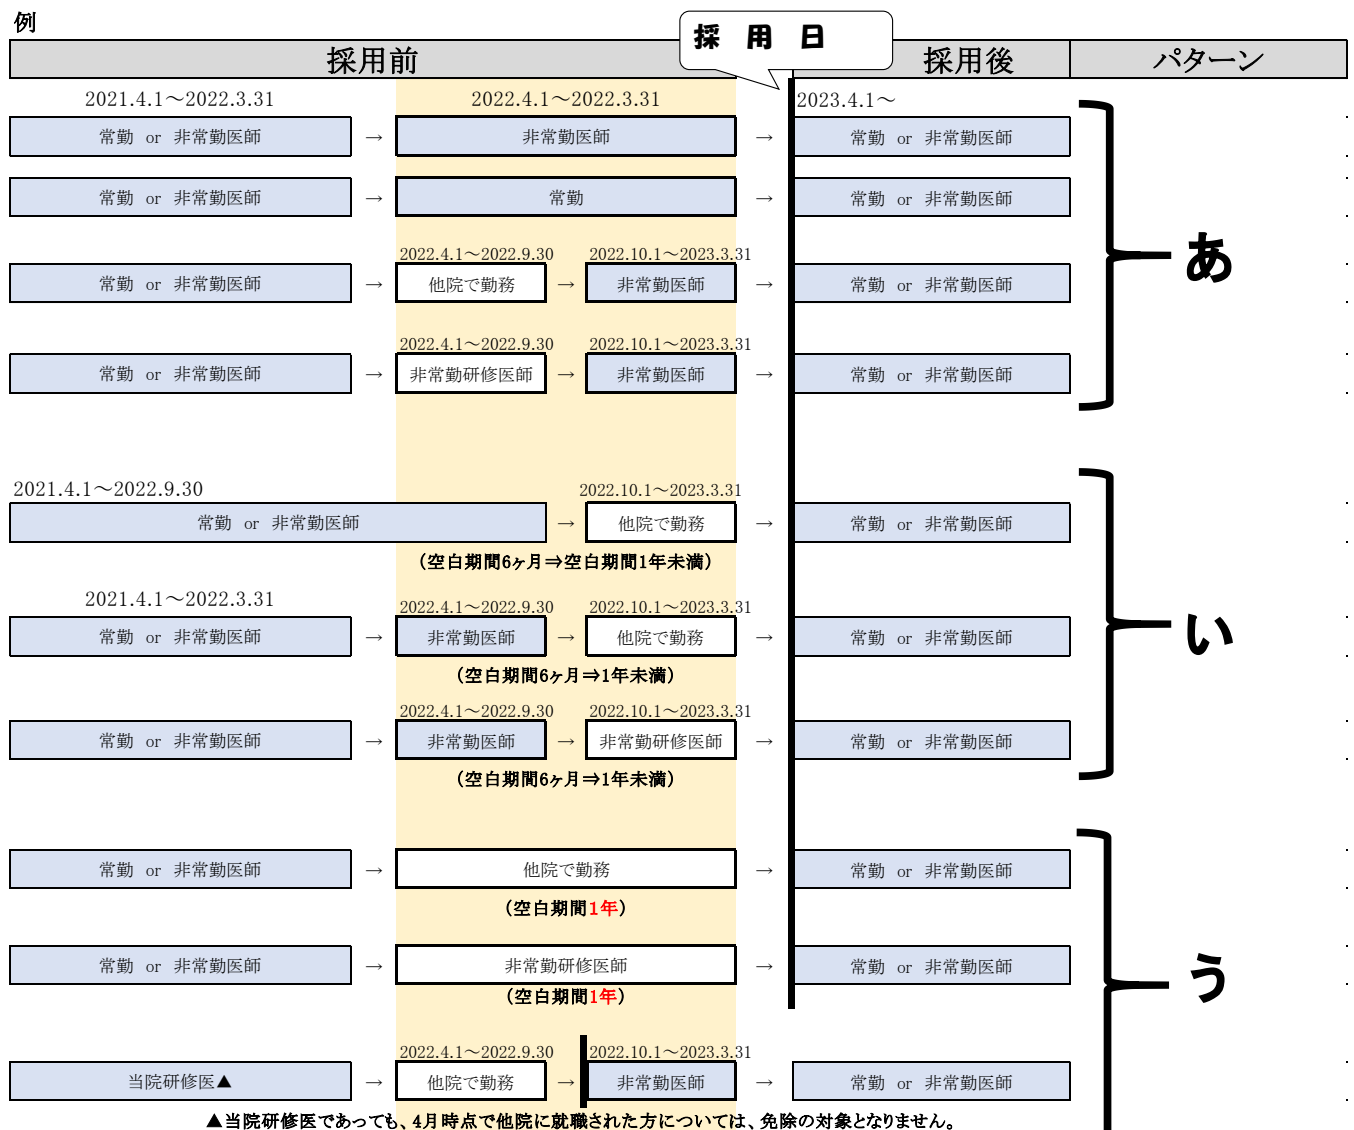 例
採用日
採用前 採用後 パターン
2021.4.1～2022.3.31 2022.4.1～2022.3.31 2023.4.1～
常勤 or 非常勤医師 → 非常勤医師 → 常勤 or 非常勤医師
常勤 or 非常勤医師 → 常勤 → 常勤 or 非常勤医師
あ
2022.4.1～2022.9.30 2022.10.1～2023.3.31
常勤 or 非常勤医師 → 他院で勤務 → 非常勤医師 → 常勤 or 非常勤医師
2022.4.1～2022.9.30 2022.10.1～2023.3.31
常勤 or 非常勤医師 → 非常勤研修医師 → 非常勤医師 → 常勤 or 非常勤医師
2021.4.1～2022.9.30 2022.10.1～2023.3.31
常勤 or 非常勤医師 → 他院で勤務 → 常勤 or 非常勤医師
（空白期間6ヶ月⇒空白期間1年未満）
2021.4.1～2022.3.31 2022.4.1～2022.9.30 2022.10.1～2023.3.31
常勤 or 非常勤医師 → 非常勤医師 → 他院で勤務 → 常勤 or 非常勤医師
い
（空白期間6ヶ月⇒1年未満）
2022.4.1～2022.9.30 2022.10.1～2023.3.31
常勤 or 非常勤医師 → 非常勤医師 → 非常勤研修医師 → 常勤 or 非常勤医師
（空白期間6ヶ月⇒1年未満）
常勤 or 非常勤医師 → 他院で勤務 → 常勤 or 非常勤医師
（空白期間1年）
常勤 or 非常勤医師 → 非常勤研修医師 → 常勤 or 非常勤医師
う
（空白期間1年）
2022.4.1～2022.9.30 2022.10.1～2023.3.31
当院研修医▲ → 他院で勤務 → 非常勤医師 → 常勤 or 非常勤医師
▲当院研修医であっても、4月時点で他院に就職された方については、免除の対象となりません。